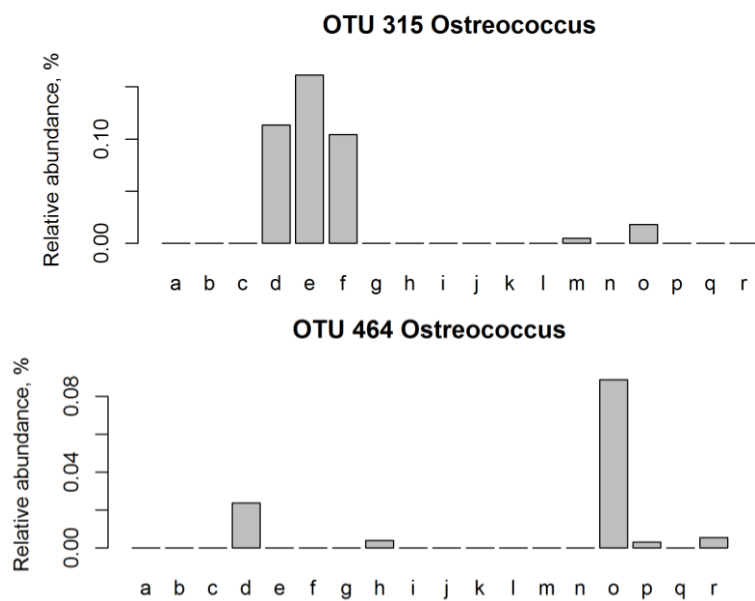 OTU 315 Ostreococcus
Relative abundance, %
0.10
0.00
a b c d e f g h i j k l m n o p q r
OTU 464 Ostreococcus
Relative abundance, %
0.08
0.04
0.00
a b c d e f g h i j k l m n o p q r